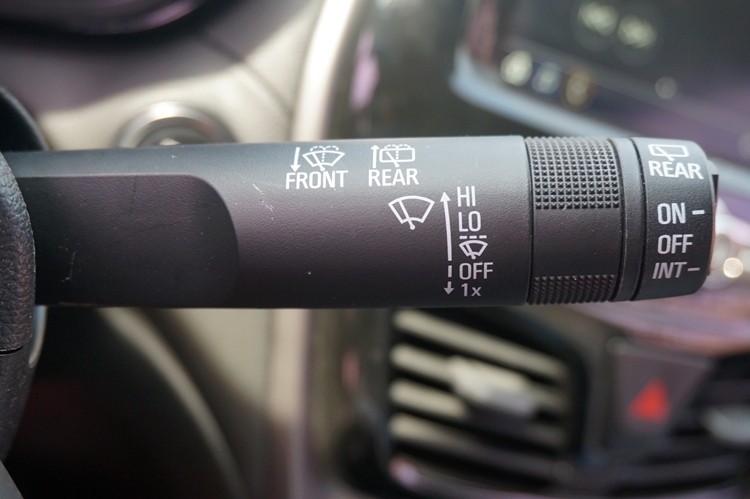 FRONT
REAR
HI
LO
OFF
1x
REAR
ON -
OFF
INT -